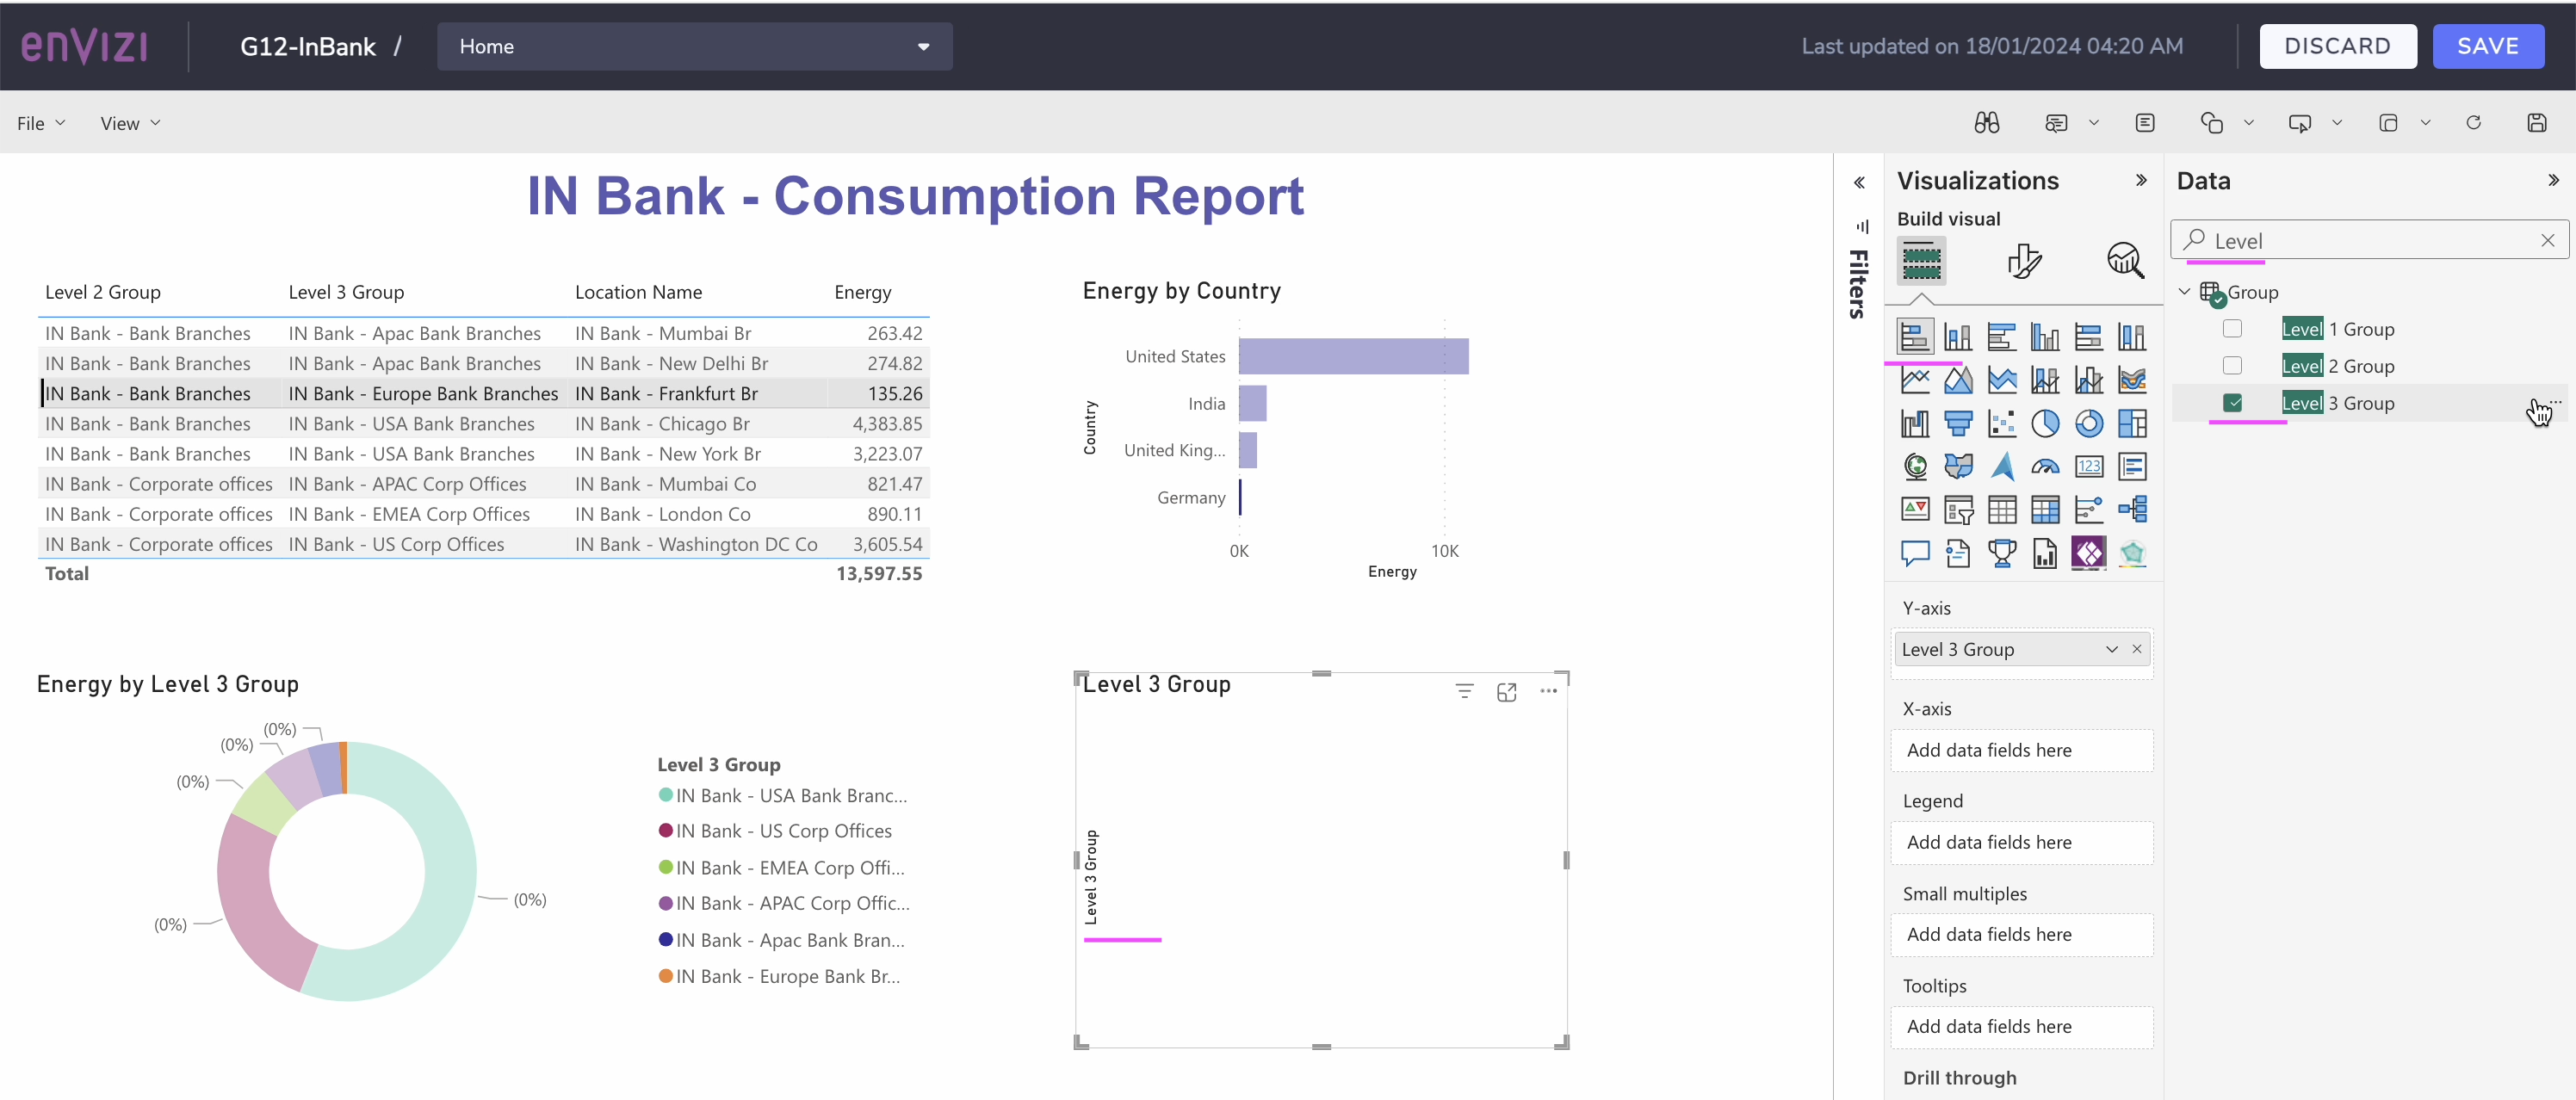 enVizi
G12-InBank /
Home
Last updated on 18/01/2024 04:20 AM
DISCARD
SAVE
File
View
IN Bank - Consumption Report
Level 2 Group Level 3 Group Location Name Energy
IN Bank - Bank Branches IN Bank - Apac Bank Branches IN Bank - Mumbai Br 263.42
IN Bank - Bank Branches IN Bank - Apac Bank Branches IN Bank - New Delhi Br 274.82
IN Bank - Bank Branches IN Bank - Europe Bank Branches IN Bank - Frankfurt Br 135.26
IN Bank - Bank Branches IN Bank - USA Bank Branches IN Bank - Chicago Br 4,383.85
IN Bank - Bank Branches IN Bank - USA Bank Branches IN Bank - New York Br 3,223.07
IN Bank - Corporate offices IN Bank - APAC Corp Offices IN Bank - Mumbai Co 821.47
IN Bank - Corporate offices IN Bank - EMEA Corp Offices IN Bank - London Co 890.11
IN Bank - Corporate offices IN Bank - US Corp Offices IN Bank - Washington DC Co 3,605.54
Total 13,597.55
Energy by Country
Country
United States
India
United King...
Germany
0K 10K
Energy
Energy by Level 3 Group
(0%)
(0%)
(0%)
(0%)
(0%)
Level 3 Group
IN Bank - USA Bank Branc...
IN Bank - US Corp Offices
IN Bank - EMEA Corp Offi...
IN Bank - APAC Corp Offic...
IN Bank - Apac Bank Bran...
IN Bank - Europe Bank Br...
Level 3 Group
Level 3 Group
Filters
Visualizations
Build visual
123
Y-axis
Level 3 Group
X-axis
Add data fields here
Legend
Add data fields here
Small multiples
Add data fields here
Tooltips
Add data fields here
Drill through
Data
Level
Group
Level 1 Group
Level 2 Group
Level 3 Group